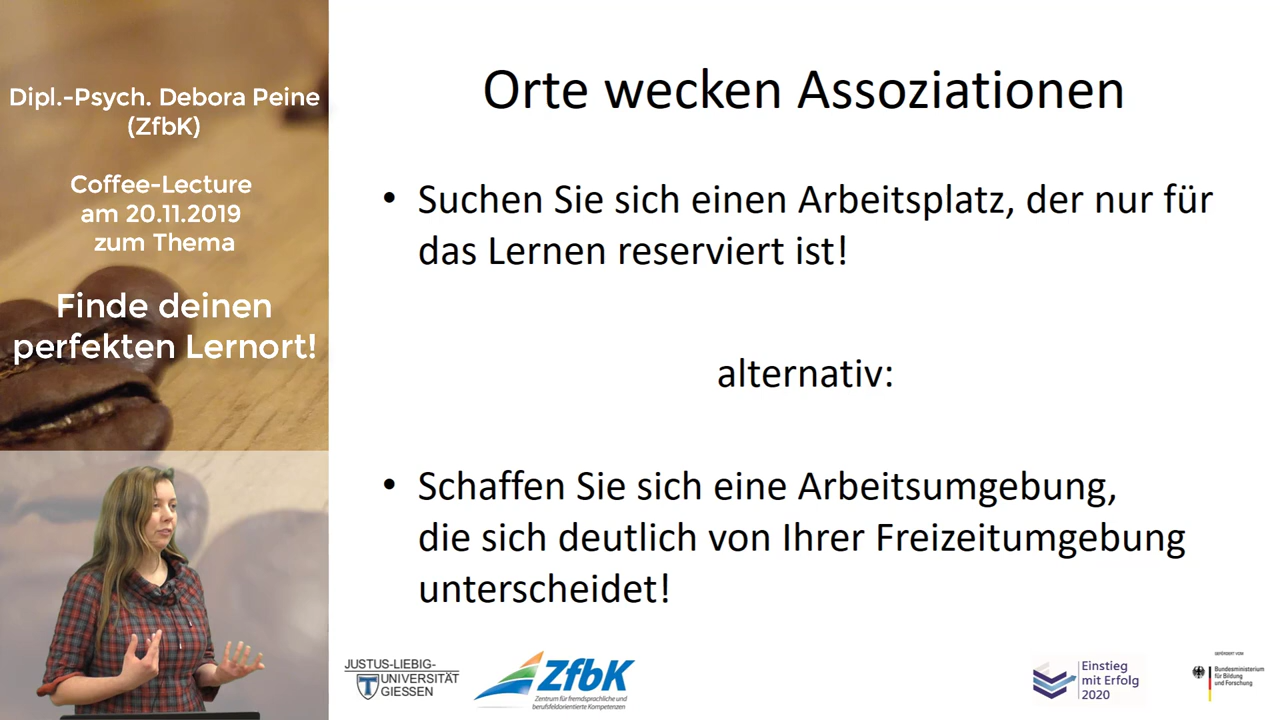 Dipl.-Psych. Debora Peine
(ZfbK)
Coffee-Lecture
am 20.11.2019
zum Thema
Finde deinen
perfekten Lernort!
Orte wecken Assoziationen
• Suchen Sie sich einen Arbeitsplatz, der nur für
das Lernen reserviert ist!
alternativ:
• Schaffen Sie sich eine Arbeitsumgebung,
die sich deutlich von Ihrer Freizeitumgebung
unterscheidet!
JUSTUS-LIEBIG-
UNIVERSITÄT
GIESSEN
ZfbK
Zentrum für fremdsprachliche und
berufsfeldorientierte Kompetenzen
Einstieg
mit Erfolg
2020
GEFÖRDERT VOM
Bundesministerium
für Bildung
und Forschung